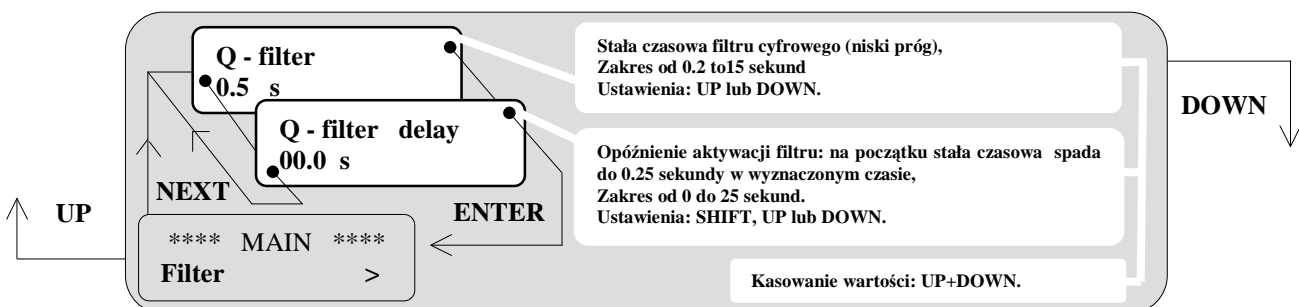 Q - filter
0.5 s
Q - filter delay
00.0 s
NEXT
UP
ENTER
**** MAIN ****
Filter >
Stała czasowa filtru cyfrowego (niski próg),
Zakres od 0.2 to15 sekund
Ustawienia: UP lub DOWN.
Opóźnienie aktywacji filtru: na początku stała czasowa spada
do 0.25 sekundy w wyznaczonym czasie,
Zakres od 0 do 25 sekund.
Ustawienia: SHIFT, UP lub DOWN.
Kasowanie wartości: UP+DOWN.
DOWN